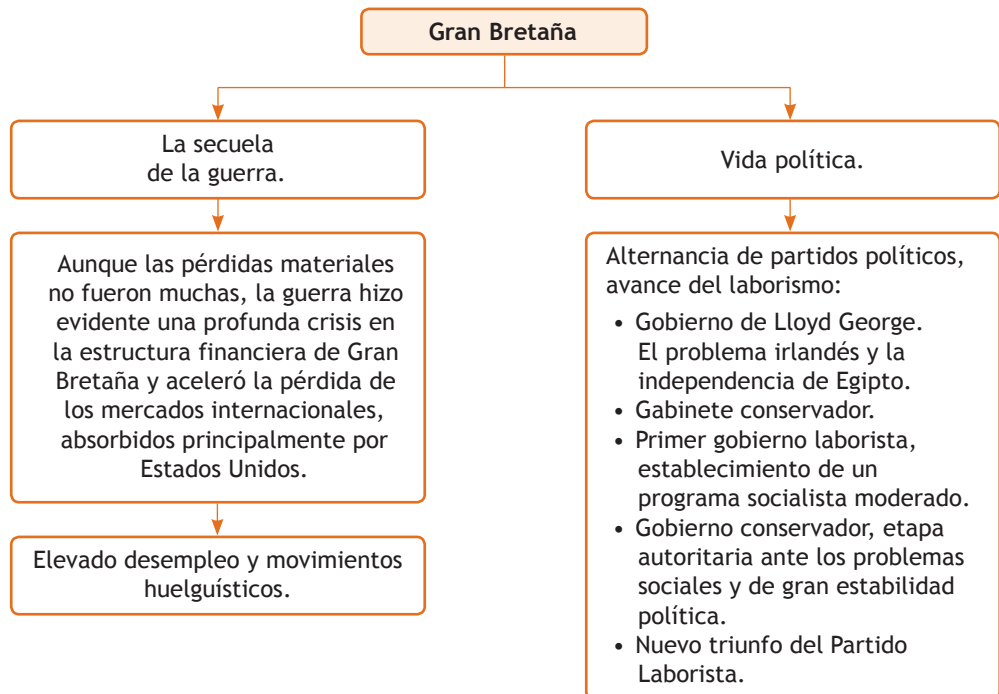 Gran Bretaña
La secuela
de la guerra.
Aunque las pérdidas materiales
no fueron muchas, la guerra hizo
evidente una profunda crisis en
la estructura financiera de Gran
Bretaña y aceleró la pérdida de
los mercados internacionales,
absorbidos principalmente por
Estados Unidos.
Elevado desempleo y movimientos
huelguísticos.
Vida política.
Alternancia de partidos políticos,
avance del laborismo:
• Gobierno de Lloyd George.
El problema irlandés y la
independencia de Egipto.
• Gabinete conservador.
• Primer gobierno laborista,
establecimiento de un
programa socialista moderado.
• Gobierno conservador, etapa
autoritaria ante los problemas
sociales y de gran estabilidad
política.
• Nuevo triunfo del Partido
Laborista.